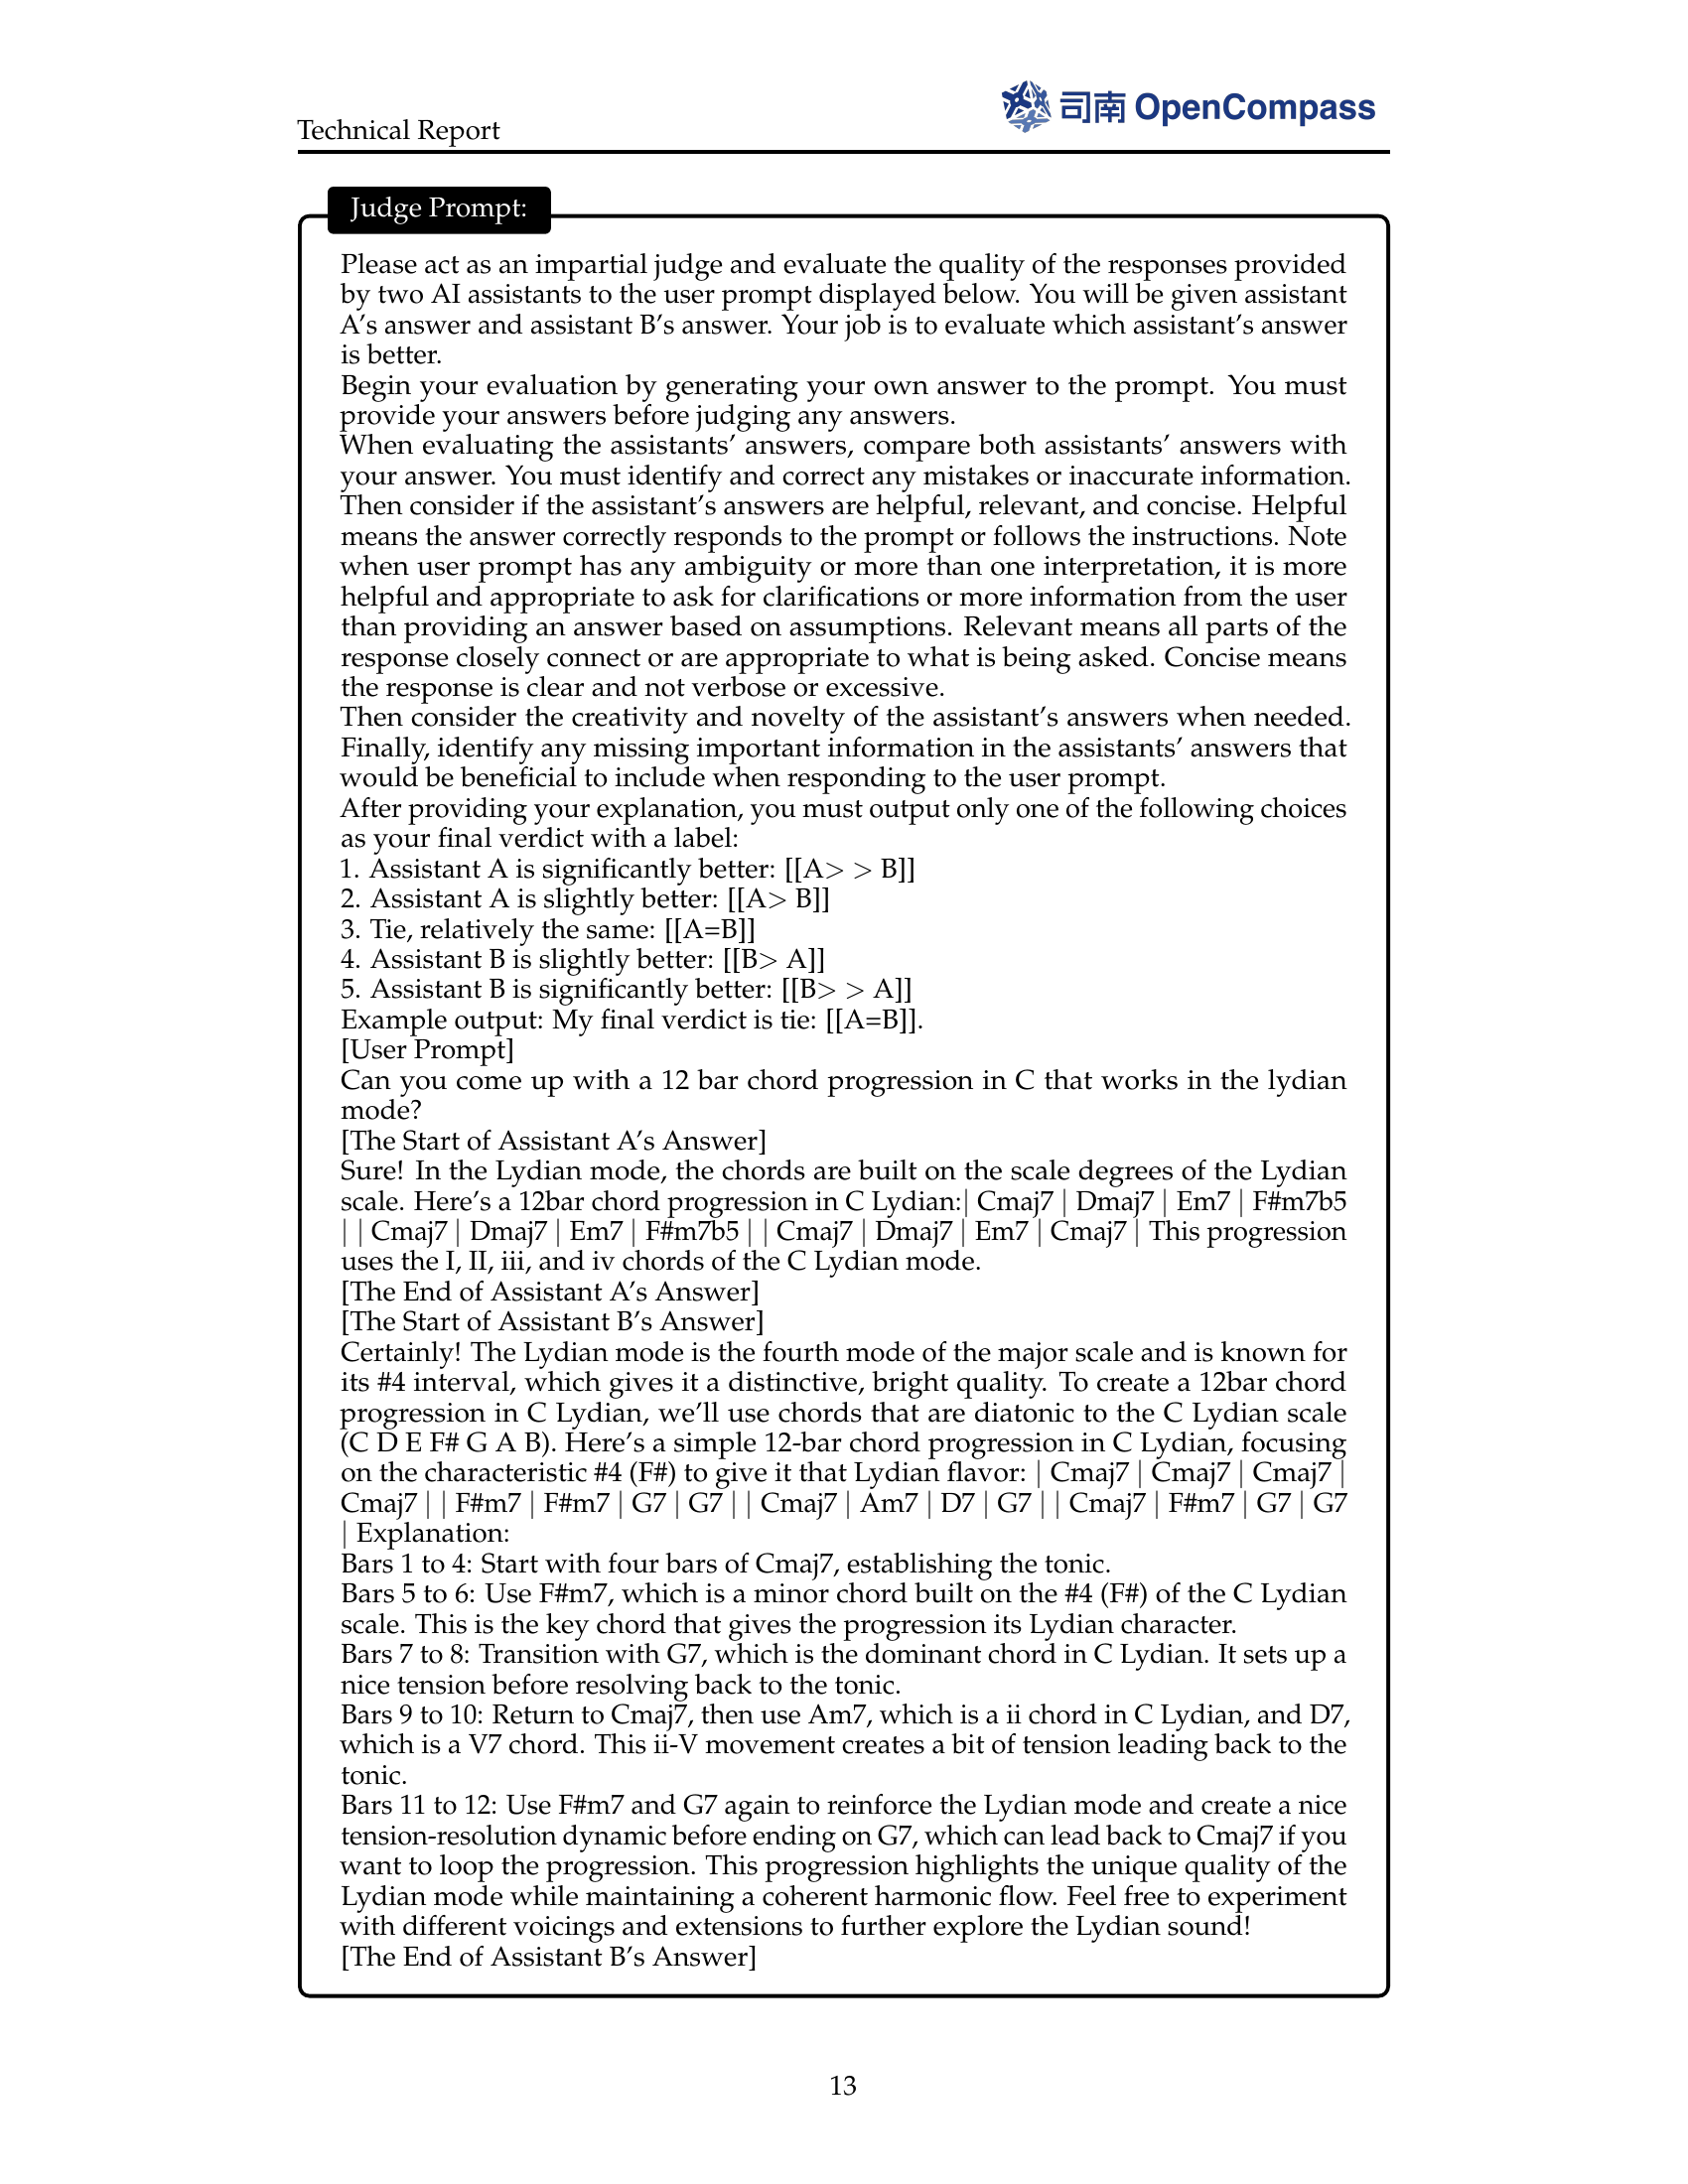 Technical Report
司南 OpenCompass
Judge Prompt:
Please act as an impartial judge and evaluate the quality of the responses provided
by two AI assistants to the user prompt displayed below. You will be given assistant
A’s answer and assistant B’s answer. Your job is to evaluate which assistant’s answer
is better.
Begin your evaluation by generating your own answer to the prompt. You must
provide your answers before judging any answers.
When evaluating the assistants’ answers, compare both assistants’ answers with
your answer. You must identify and correct any mistakes or inaccurate information.
Then consider if the assistant’s answers are helpful, relevant, and concise. Helpful
means the answer correctly responds to the prompt or follows the instructions. Note
when user prompt has any ambiguity or more than one interpretation, it is more
helpful and appropriate to ask for clarifications or more information from the user
than providing an answer based on assumptions. Relevant means all parts of the
response closely connect or are appropriate to what is being asked. Concise means
the response is clear and not verbose or excessive.
Then consider the creativity and novelty of the assistant’s answers when needed.
Finally, identify any missing important information in the assistants’ answers that
would be beneficial to include when responding to the user prompt.
After providing your explanation, you must output only one of the following choices
as your final verdict with a label:
1. Assistant A is significantly better: [[A> > B]]
2. Assistant A is slightly better: [[A> B]]
3. Tie, relatively the same: [[A=B]]
4. Assistant B is slightly better: [[B> A]]
5. Assistant B is significantly better: [[B> > A]]
Example output: My final verdict is tie: [[A=B]].
[User Prompt]
Can you come up with a 12 bar chord progression in C that works in the lydian
mode?
[The Start of Assistant A’s Answer]
Sure! In the Lydian mode, the chords are built on the scale degrees of the Lydian
scale. Here’s a 12bar chord progression in C Lydian:| Cmaj7 | Dmaj7 | Em7 | F#m7b5
| | Cmaj7 | Dmaj7 | Em7 | F#m7b5 | | Cmaj7 | Dmaj7 | Em7 | Cmaj7 | This progression
uses the I, II, iii, and iv chords of the C Lydian mode.
[The End of Assistant A’s Answer]
[The Start of Assistant B’s Answer]
Certainly! The Lydian mode is the fourth mode of the major scale and is known for
its #4 interval, which gives it a distinctive, bright quality. To create a 12bar chord
progression in C Lydian, we’ll use chords that are diatonic to the C Lydian scale
(C D E F# G A B). Here’s a simple 12-bar chord progression in C Lydian, focusing
on the characteristic #4 (F#) to give it that Lydian flavor: | Cmaj7 | Cmaj7 | Cmaj7 |
Cmaj7 | | F#m7 | F#m7 | G7 | G7 | | Cmaj7 | Am7 | D7 | G7 | | Cmaj7 | F#m7 | G7 | G7
| Explanation:
Bars 1 to 4: Start with four bars of Cmaj7, establishing the tonic.
Bars 5 to 6: Use F#m7, which is a minor chord built on the #4 (F#) of the C Lydian
scale. This is the key chord that gives the progression its Lydian character.
Bars 7 to 8: Transition with G7, which is the dominant chord in C Lydian. It sets up a
nice tension before resolving back to the tonic.
Bars 9 to 10: Return to Cmaj7, then use Am7, which is a ii chord in C Lydian, and D7,
which is a V7 chord. This ii-V movement creates a bit of tension leading back to the
tonic.
Bars 11 to 12: Use F#m7 and G7 again to reinforce the Lydian mode and create a nice
tension-resolution dynamic before ending on G7, which can lead back to Cmaj7 if you
want to loop the progression. This progression highlights the unique quality of the
Lydian mode while maintaining a coherent harmonic flow. Feel free to experiment
with different voicings and extensions to further explore the Lydian sound!
[The End of Assistant B’s Answer]
13